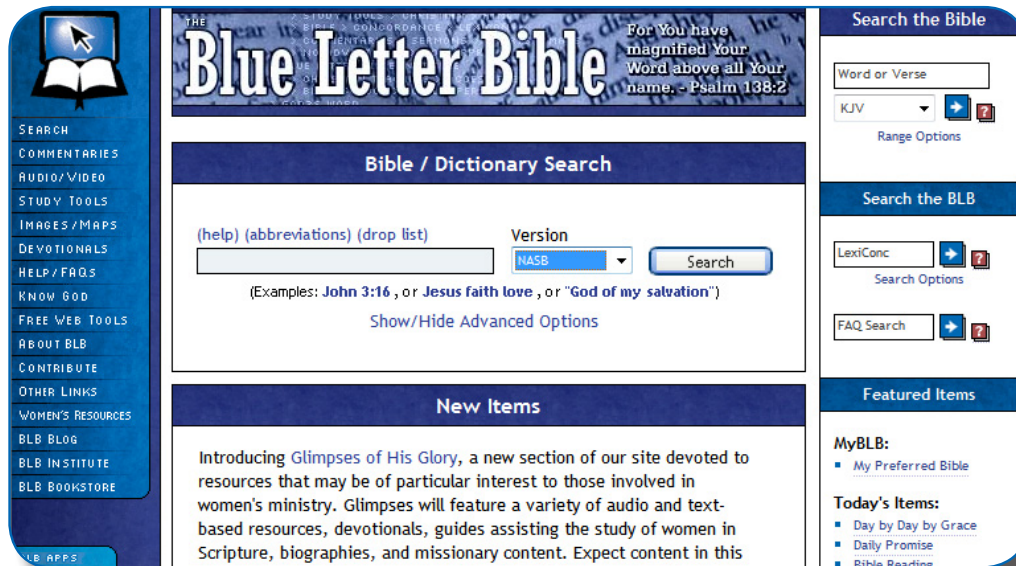 SEARCH
COMMENTARIES
AUDIO/VIDEO
STUDY TOOLS
IMAGES/MAPS
DEVOTIONALS
HELP/FAQS
KNOW GOD
FREE WEB TOOLS
ABOUT BLB
CONTRIBUTE
OTHER LINKS
WOMEN'S RESOURCES
BLB BLOG
BLB INSTITUTE
BLB BOOKSTORE
BLB APPS
THE
Blue Letter Bible
For You have
magnified Your
Word above all Your
name. - Psalm 138:2
Bible / Dictionary Search
(help) (abbreviations) (drop list)
Version
NASB
Search
(Examples: John 3:16 , or Jesus faith love , or "God of my salvation")
Show/Hide Advanced Options
New Items
Introducing Glimpses of His Glory, a new section of our site devoted to
resources that may be of particular interest to those involved in
women's ministry. Glimpses will feature a variety of audio and text-
based resources, devotionals, guides assisting the study of women in
Scripture, biographies, and missionary content. Expect content in this
Search the Bible
Word or Verse
KJV
?
Range Options
Search the BLB
LexiConc
?
Search Options
FAQ Search
?
Featured Items
MyBLB:
My Preferred Bible
Today's Items:
Day by Day by Grace
Daily Promise
Bible Reading